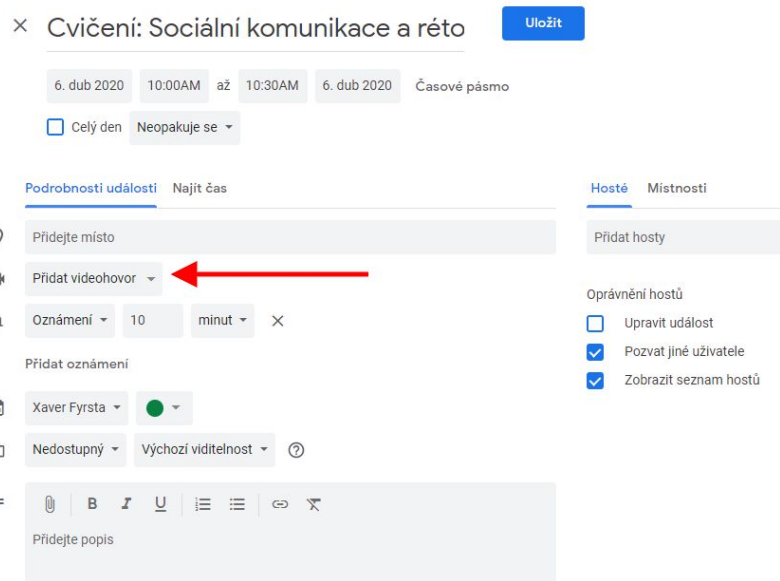 Cvičení: Sociální komunikace a réto
Uložit
6. dub 2020 10:00AM až 10:30AM 6. dub 2020 Časové pásmo
Celý den Neopakuje se
Podrobnosti události Najít čas
Hosté Místnosti
Přidejte místo
Přidat hosty
Přidat videohovor
Oprávnění hostů
Oznámení 10 minut
Upravit událost
Pozvat jiné uživatele
Přidat oznámení
Zobrazit seznam hostů
Xaver Fyrsta
Nedostupný Výchozí viditelnost
B I U
Přidejte popis